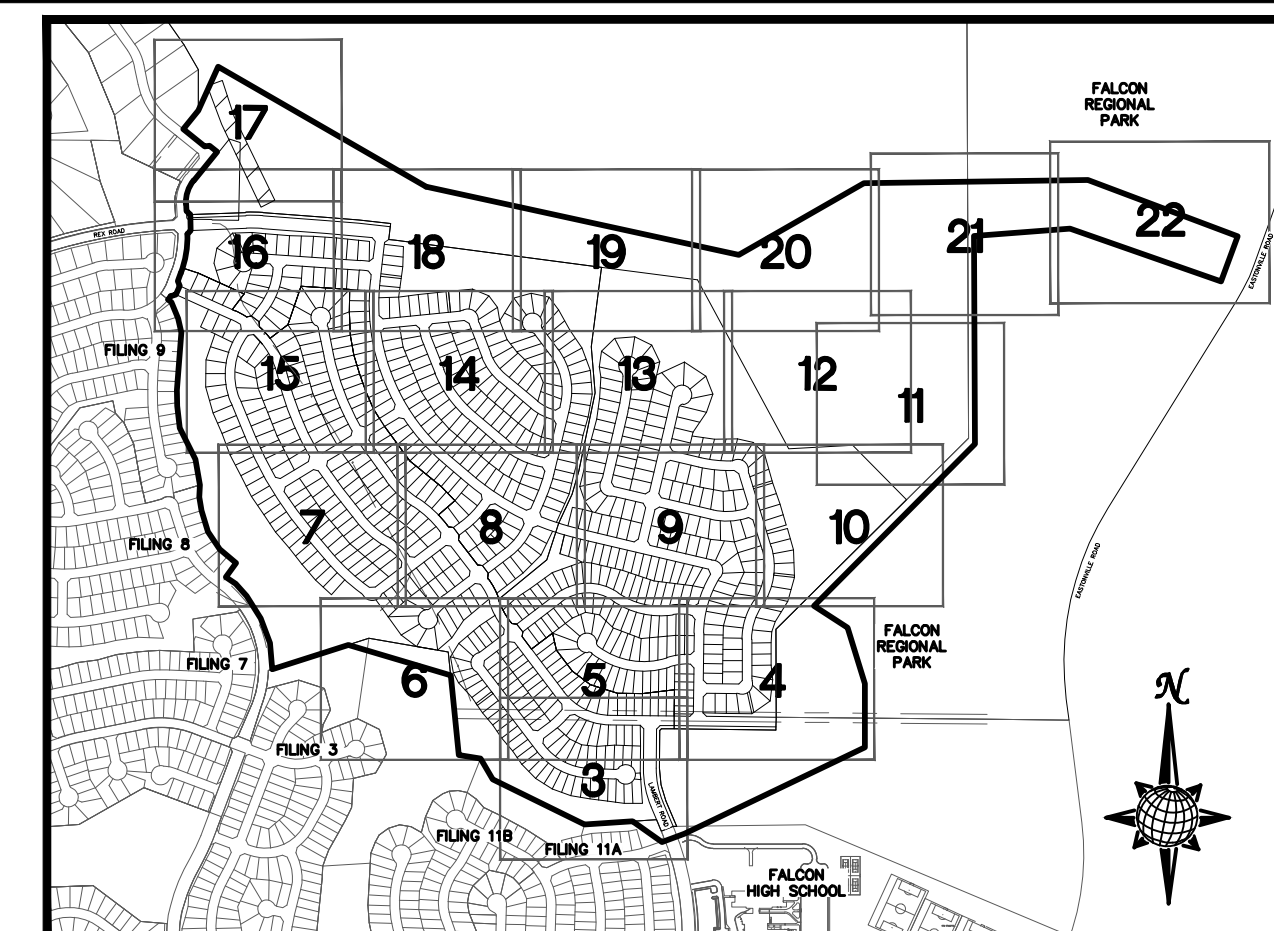 FALCON
REGIONAL
PARK
17
22
REX ROAD
21
EASTONVILLE ROAD
16
18
19
20
FILING 9
15
14
13
12
11
7
8
9
10
FILING 8
EASTONVILLE ROAD
FALCON
REGIONAL
PARK
FILING 7
6
5
4
N
FILING 3
3
LAMBERT ROAD
FILING 11B
FILING 11A
FALCON
HIGH SCHOOL